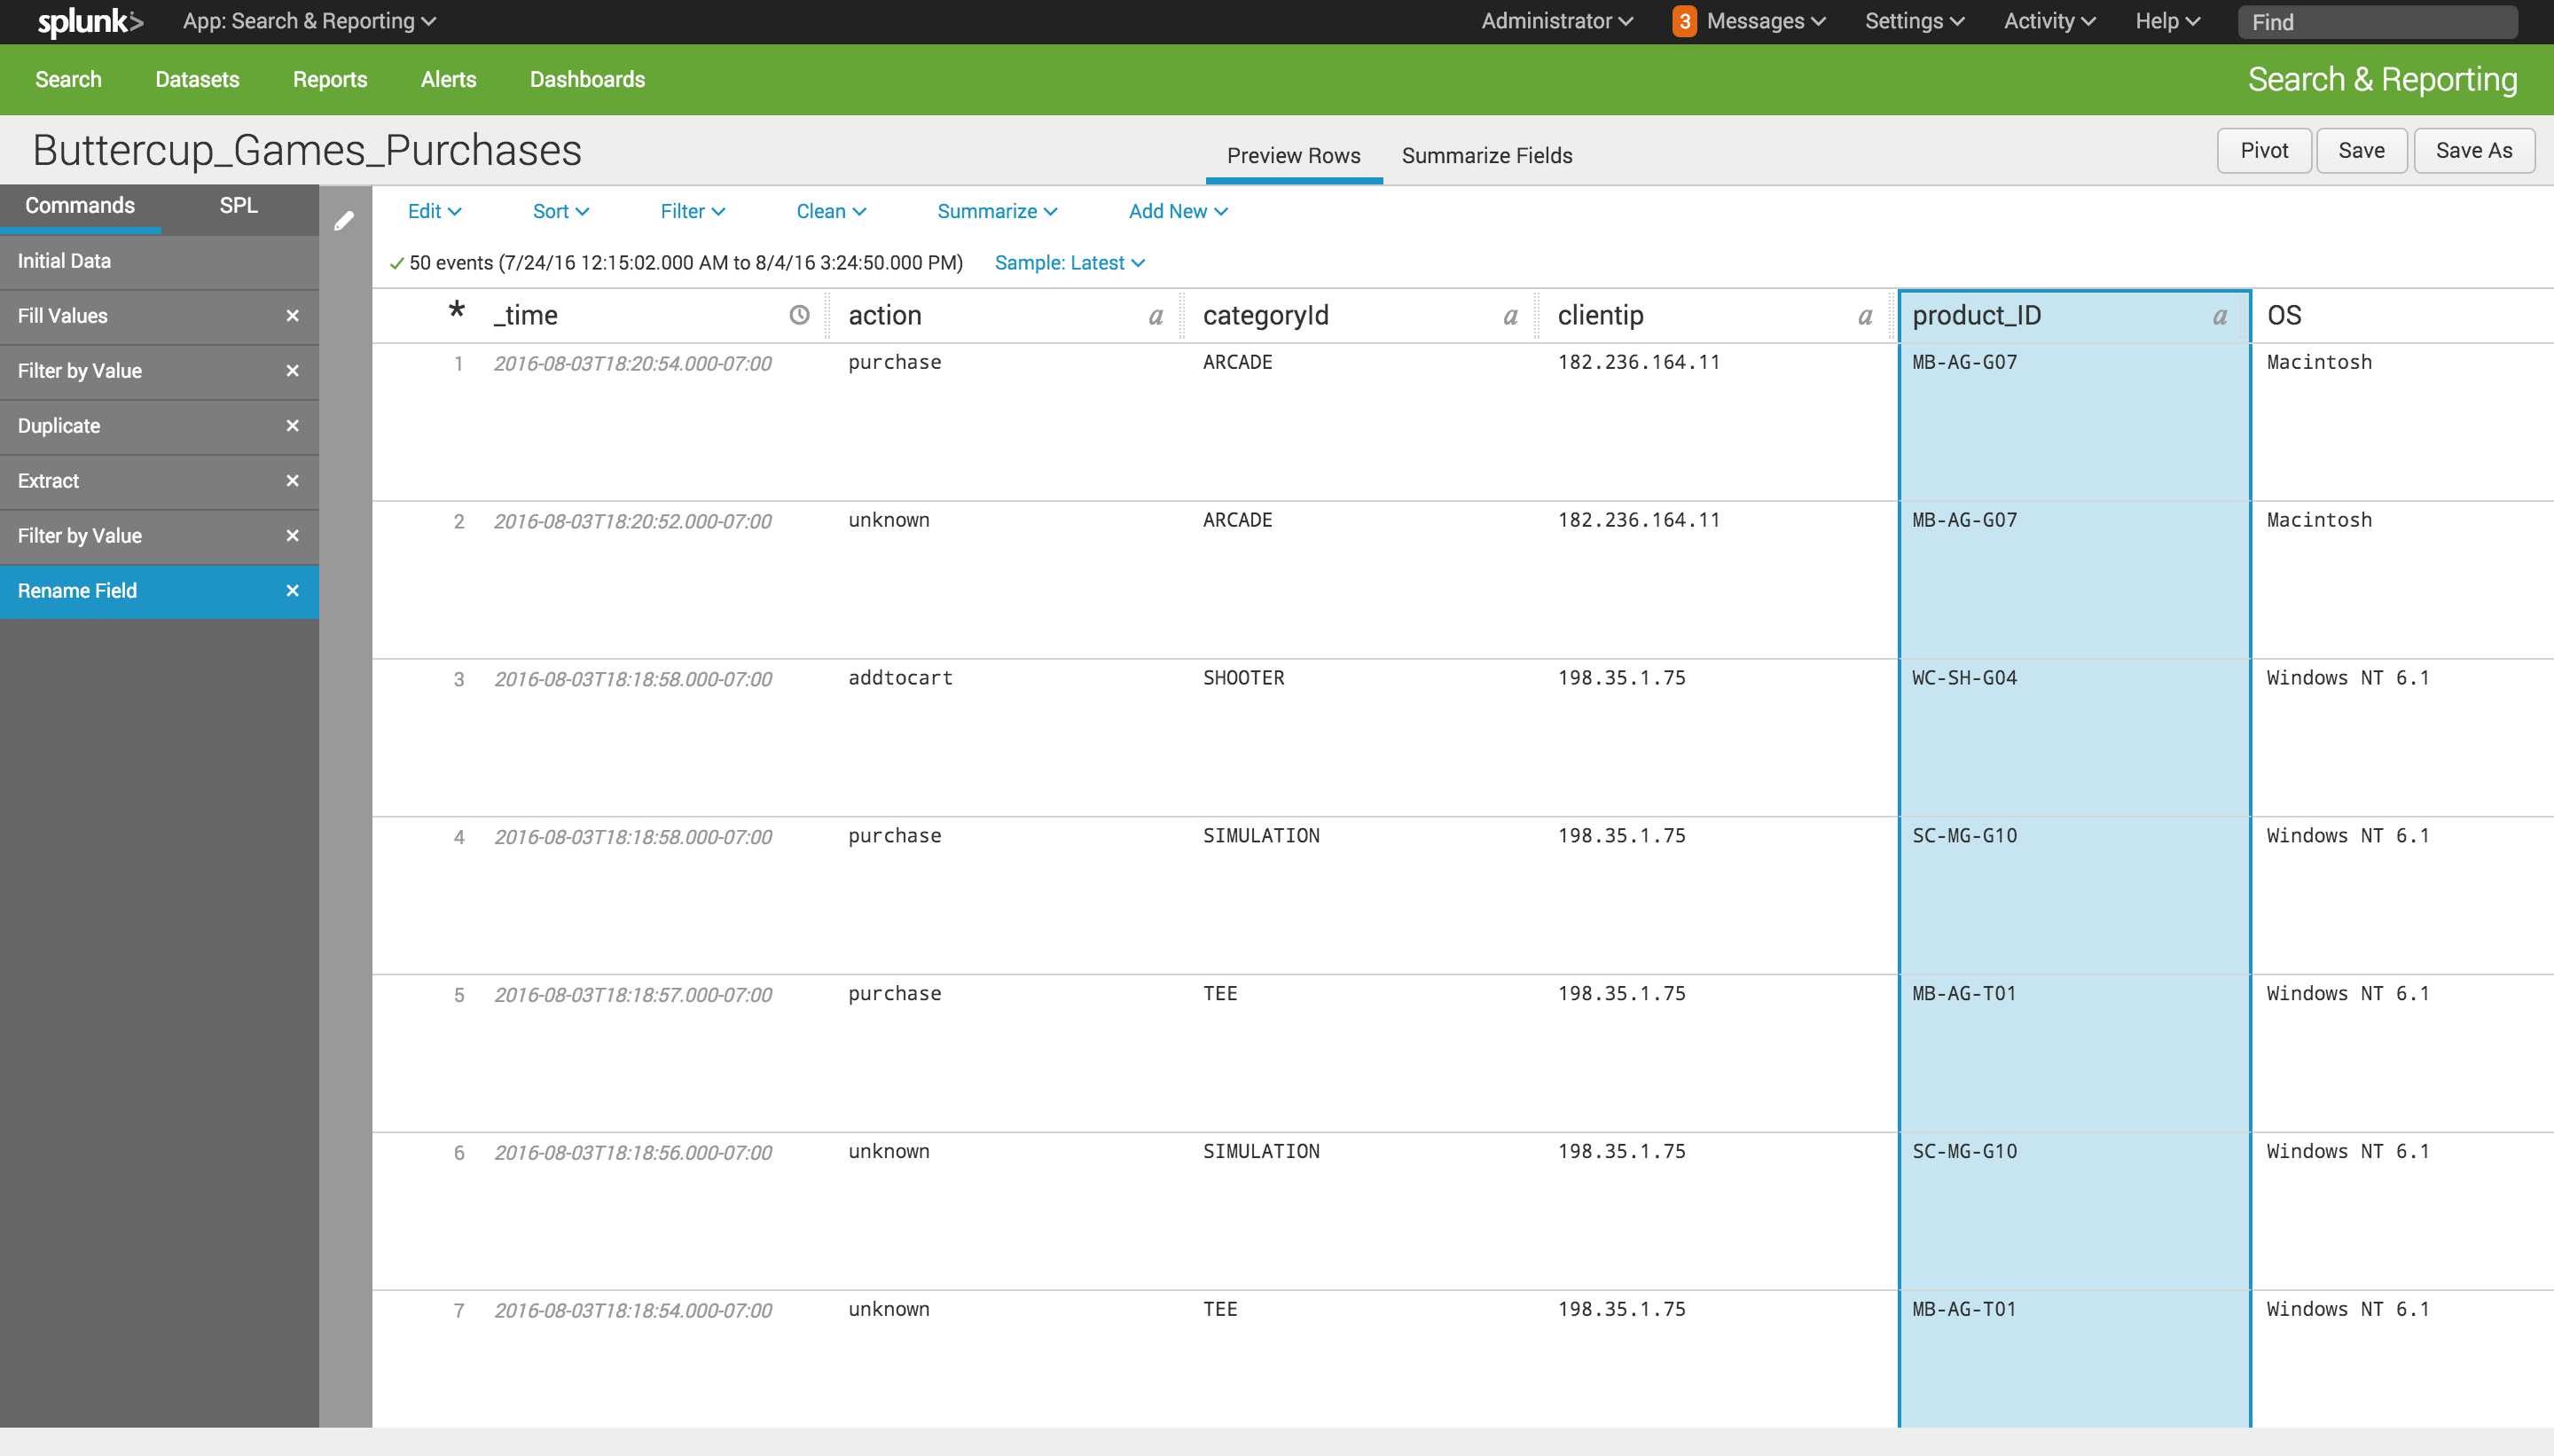 splunk> App: Search & Reporting Administrator 3 Messages Settings Activity Help Find
Search Datasets Reports Alerts Dashboards Search & Reporting
Buttercup_Games_Purchases Preview Rows Summarize Fields Pivot Save Save As
Commands SPL
Initial Data
Fill Values
Filter by Value
Duplicate
Extract
Filter by Value
Rename Field
Edit Sort Filter Clean Summarize Add New
50 events (7/24/16 12:15:02.000 AM to 8/4/16 3:24:50.000 PM) Sample: Latest
* _time action a categoryId a clientip a product_ID a OS
1 2016-08-03T18:20:54.000-07:00 purchase ARCADE 182.236.164.11 MB-AG-G07 Macintosh
2 2016-08-03T18:20:52.000-07:00 unknown ARCADE 182.236.164.11 MB-AG-G07 Macintosh
3 2016-08-03T18:18:58.000-07:00 addtocart SHOOTER 198.35.1.75 WC-SH-G04 Windows NT 6.1
4 2016-08-03T18:18:58.000-07:00 purchase SIMULATION 198.35.1.75 SC-MG-G10 Windows NT 6.1
5 2016-08-03T18:18:57.000-07:00 purchase TEE 198.35.1.75 MB-AG-T01 Windows NT 6.1
6 2016-08-03T18:18:56.000-07:00 unknown SIMULATION 198.35.1.75 SC-MG-G10 Windows NT 6.1
7 2016-08-03T18:18:54.000-07:00 unknown TEE 198.35.1.75 MB-AG-T01 Windows NT 6.1